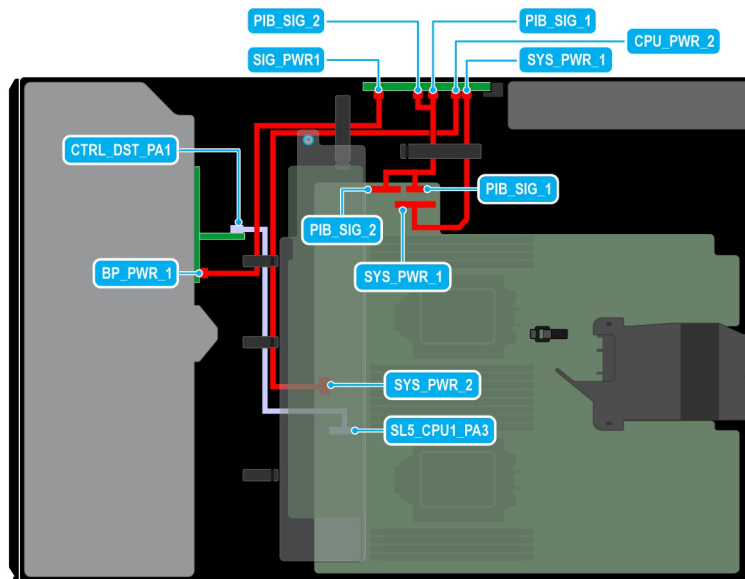 PIB_SIG_2
PIB_SIG_1
CPU_PWR_2
SIG_PWR1
SYS_PWR_1
CTRL_DST_PA1
PIB_SIG_1
PIB_SIG_2
BP_PWR_1
SYS_PWR_1
SYS_PWR_2
SL5_CPU1_PA3